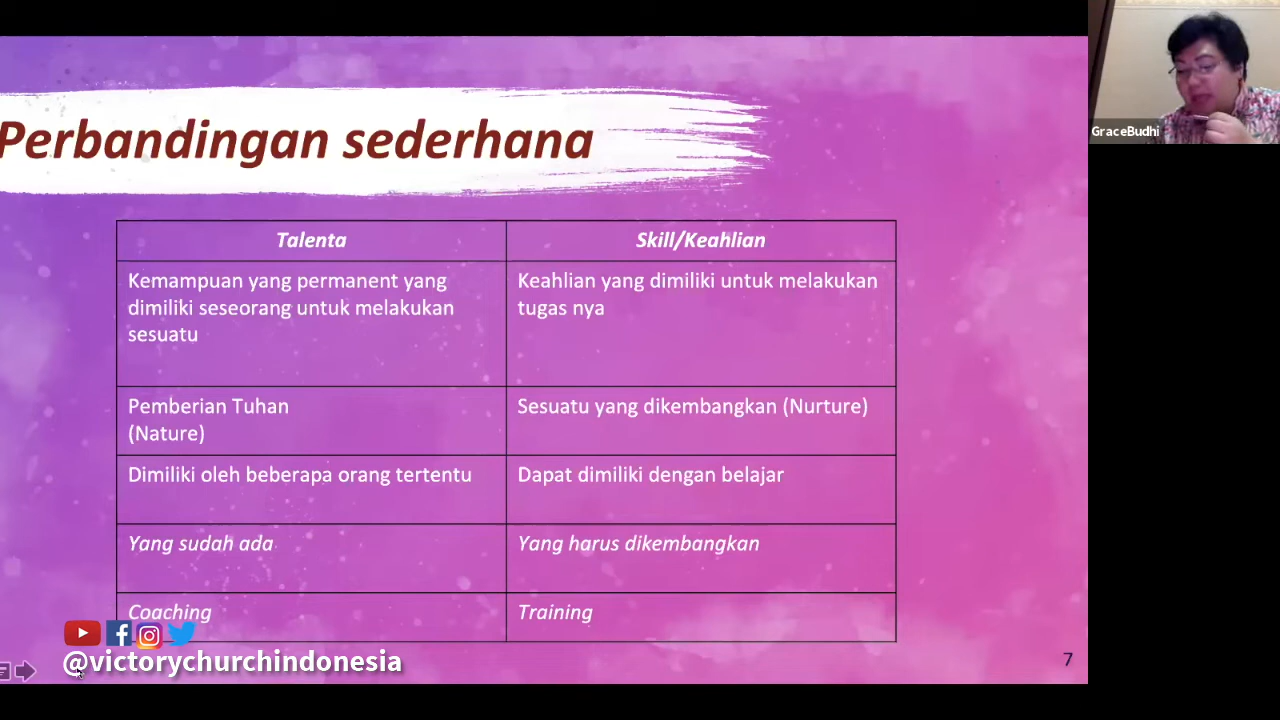 Perbandingan sederhana
GraceBudhi
Talenta
Skill/Keahlian
Kemampuan yang permanent yang
dimiliki seseorang untuk melakukan
sesuatu
Keahlian yang dimiliki untuk melakukan
tugas nya
Pemberian Tuhan
(Nature)
Sesuatu yang dikembangkan (Nurture)
Dimiliki oleh beberapa orang tertentu
Dapat dimiliki dengan belajar
Yang sudah ada
Yang harus dikembangkan
Coaching
Training
@victorychurchindonesia
7